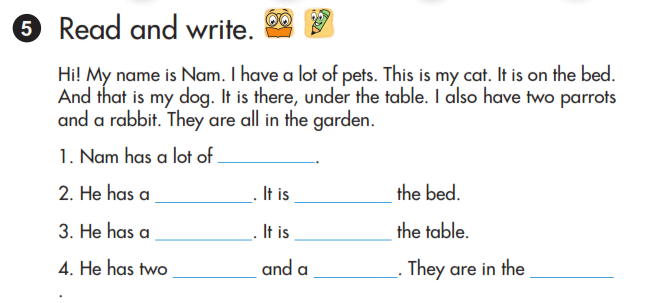 5 Read and write.
Hi! My name is Nam. I have a lot of pets. This is my cat. It is on the bed.
And that is my dog. It is there, under the table. I also have two parrots
and a rabbit. They are all in the garden.
1. Nam has a lot of ___________.
2. He has a ___________. It is ___________ the bed.
3. He has a ___________. It is ___________ the table.
4. He has two __________ and a __________. They are in the __________
.